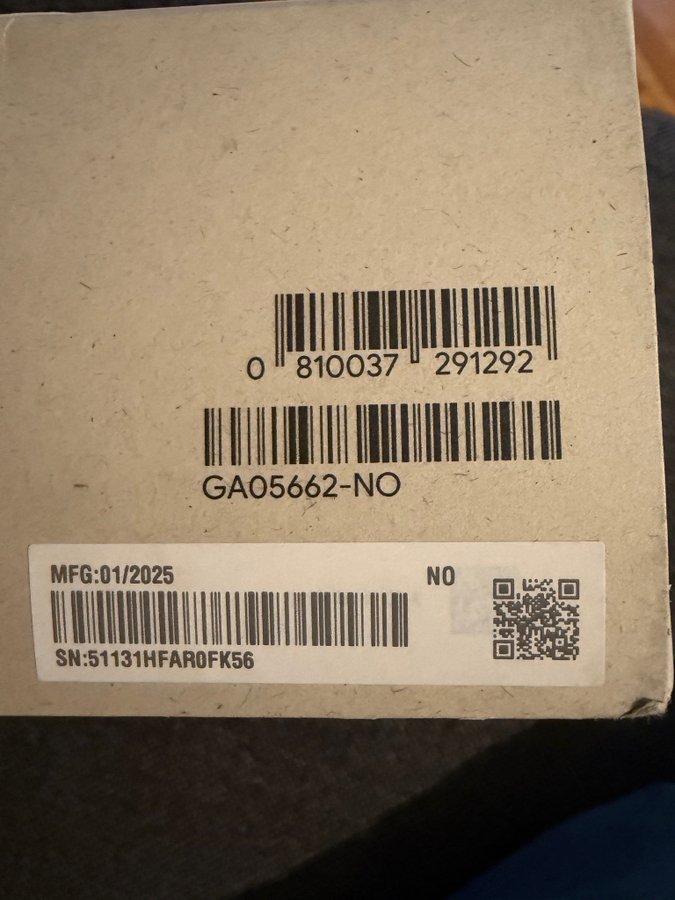 0 810037 291292
GA05662-NO
MFG:01/2025 NO
SN:51131HFAR0FK56